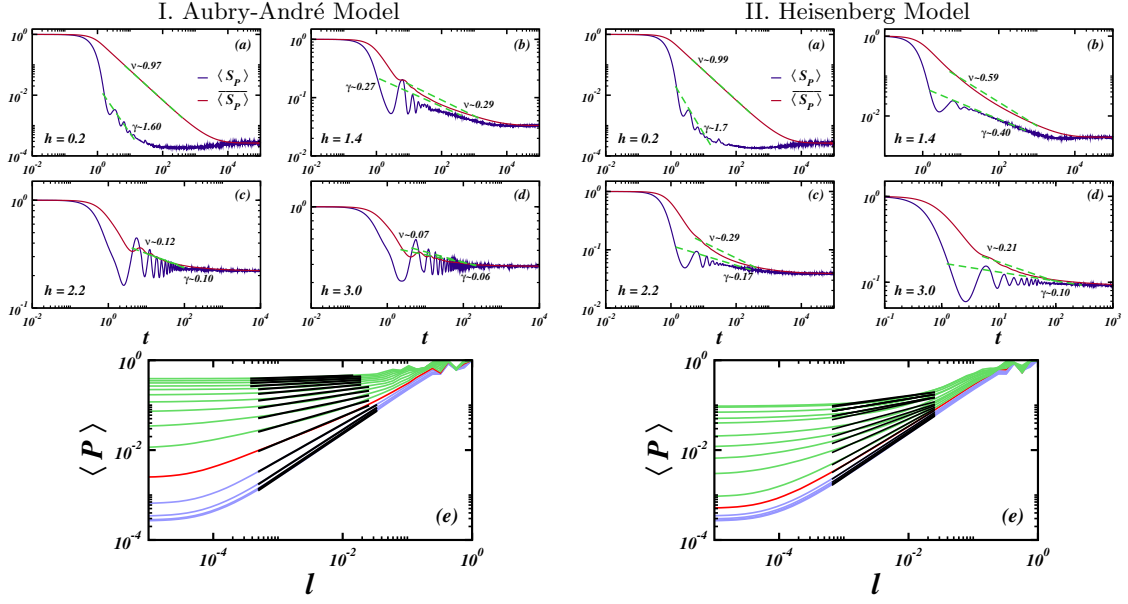 I. Aubry-André Model
10^0
10^-2
10^-4
10^-2
10^0
10^2
10^4
(a)
ν~0.97
⟨S_P⟩
\overline{⟨S_P⟩}
γ~1.60
h = 0.2
10^0
10^-1
10^-2
10^0
10^2
10^4
(b)
γ~0.27
ν~0.29
h = 1.4
10^0
10^-1
10^-2
10^0
10^2
10^4
(c)
ν~0.12
γ~0.10
h = 2.2
t
10^0
10^-1
10^-2
10^0
10^2
10^4
(d)
ν~0.07
γ~0.06
h = 3.0
t
⟨P⟩
10^0
10^-2
10^-4
10^-4
10^-2
10^0
(e)
l
II. Heisenberg Model
10^0
10^-2
10^-4
10^-2
10^0
10^2
10^4
(a)
ν~0.99
⟨S_P⟩
\overline{⟨S_P⟩}
γ~1.7
h = 0.2
10^0
10^-2
10^0
10^2
10^4
(b)
ν~0.59
γ~0.40
h = 1.4
10^0
10^-1
10^-2
10^-2
10^0
10^2
10^4
(c)
ν~0.29
γ~0.17
h = 2.2
t
10^0
10^-1
10^-1
10^0
10^1
10^2
10^3
(d)
ν~0.21
γ~0.10
h = 3.0
t
⟨P⟩
10^0
10^-2
10^-4
10^-4
10^-2
10^0
(e)
l